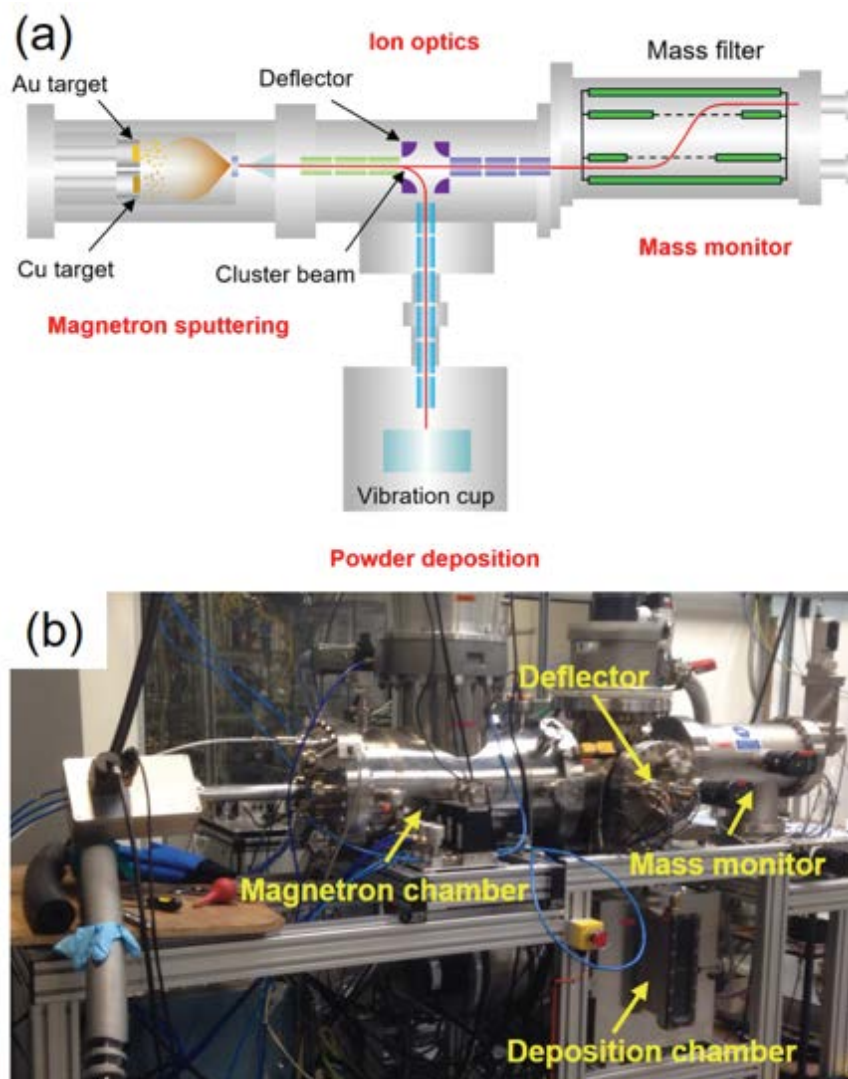 (a)
Ion optics
Mass filter
Au target
Deflector
Cu target
Cluster beam
Mass monitor
Magnetron sputtering
Vibration cup
Powder deposition
(b)
Deflector
Mass monitor
Magnetron chamber
Deposition chamber